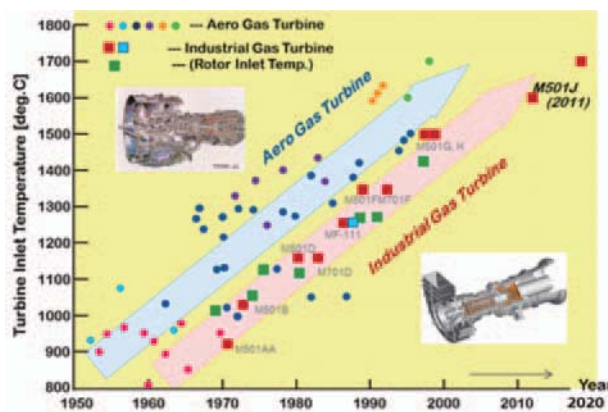 1800
1700
1600
1500
1400
1300
1200
1100
1000
900
800
Turbine Inlet Temperature [deg.C]
--- Aero Gas Turbine
--- Industrial Gas Turbine
--- (Rotor Inlet Temp.)
Aero Gas Turbine
Industrial Gas Turbine
M501J
(2011)
M501G, H
M501FM701F
MF-111
M501D
M701D
M501B
M501AA
1950 1960 1970 1980 1990 2000 2010 2020
Year